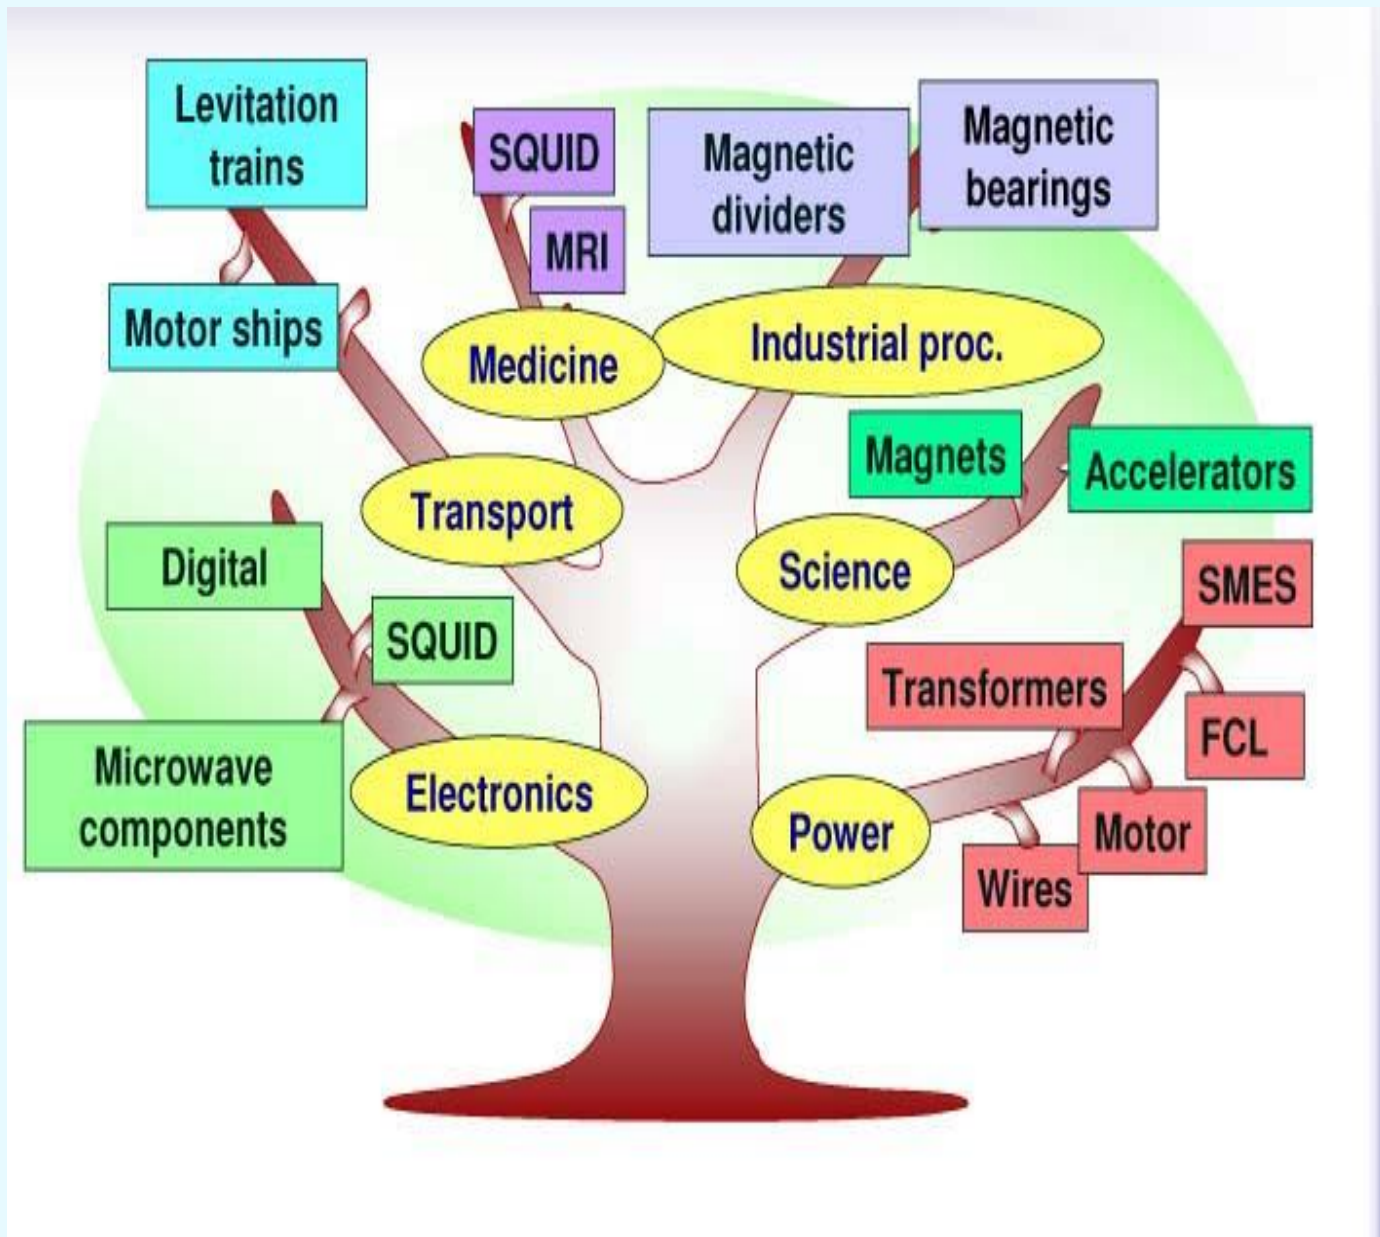 Levitation
trains
SQUID
MRI
Magnetic
dividers
Magnetic
bearings
Motor ships
Medicine
Industrial proc.
Magnets
Accelerators
Transport
Science
Digital
SQUID
SMES
Transformers
FCL
Microwave
components
Electronics
Power
Motor
Wires